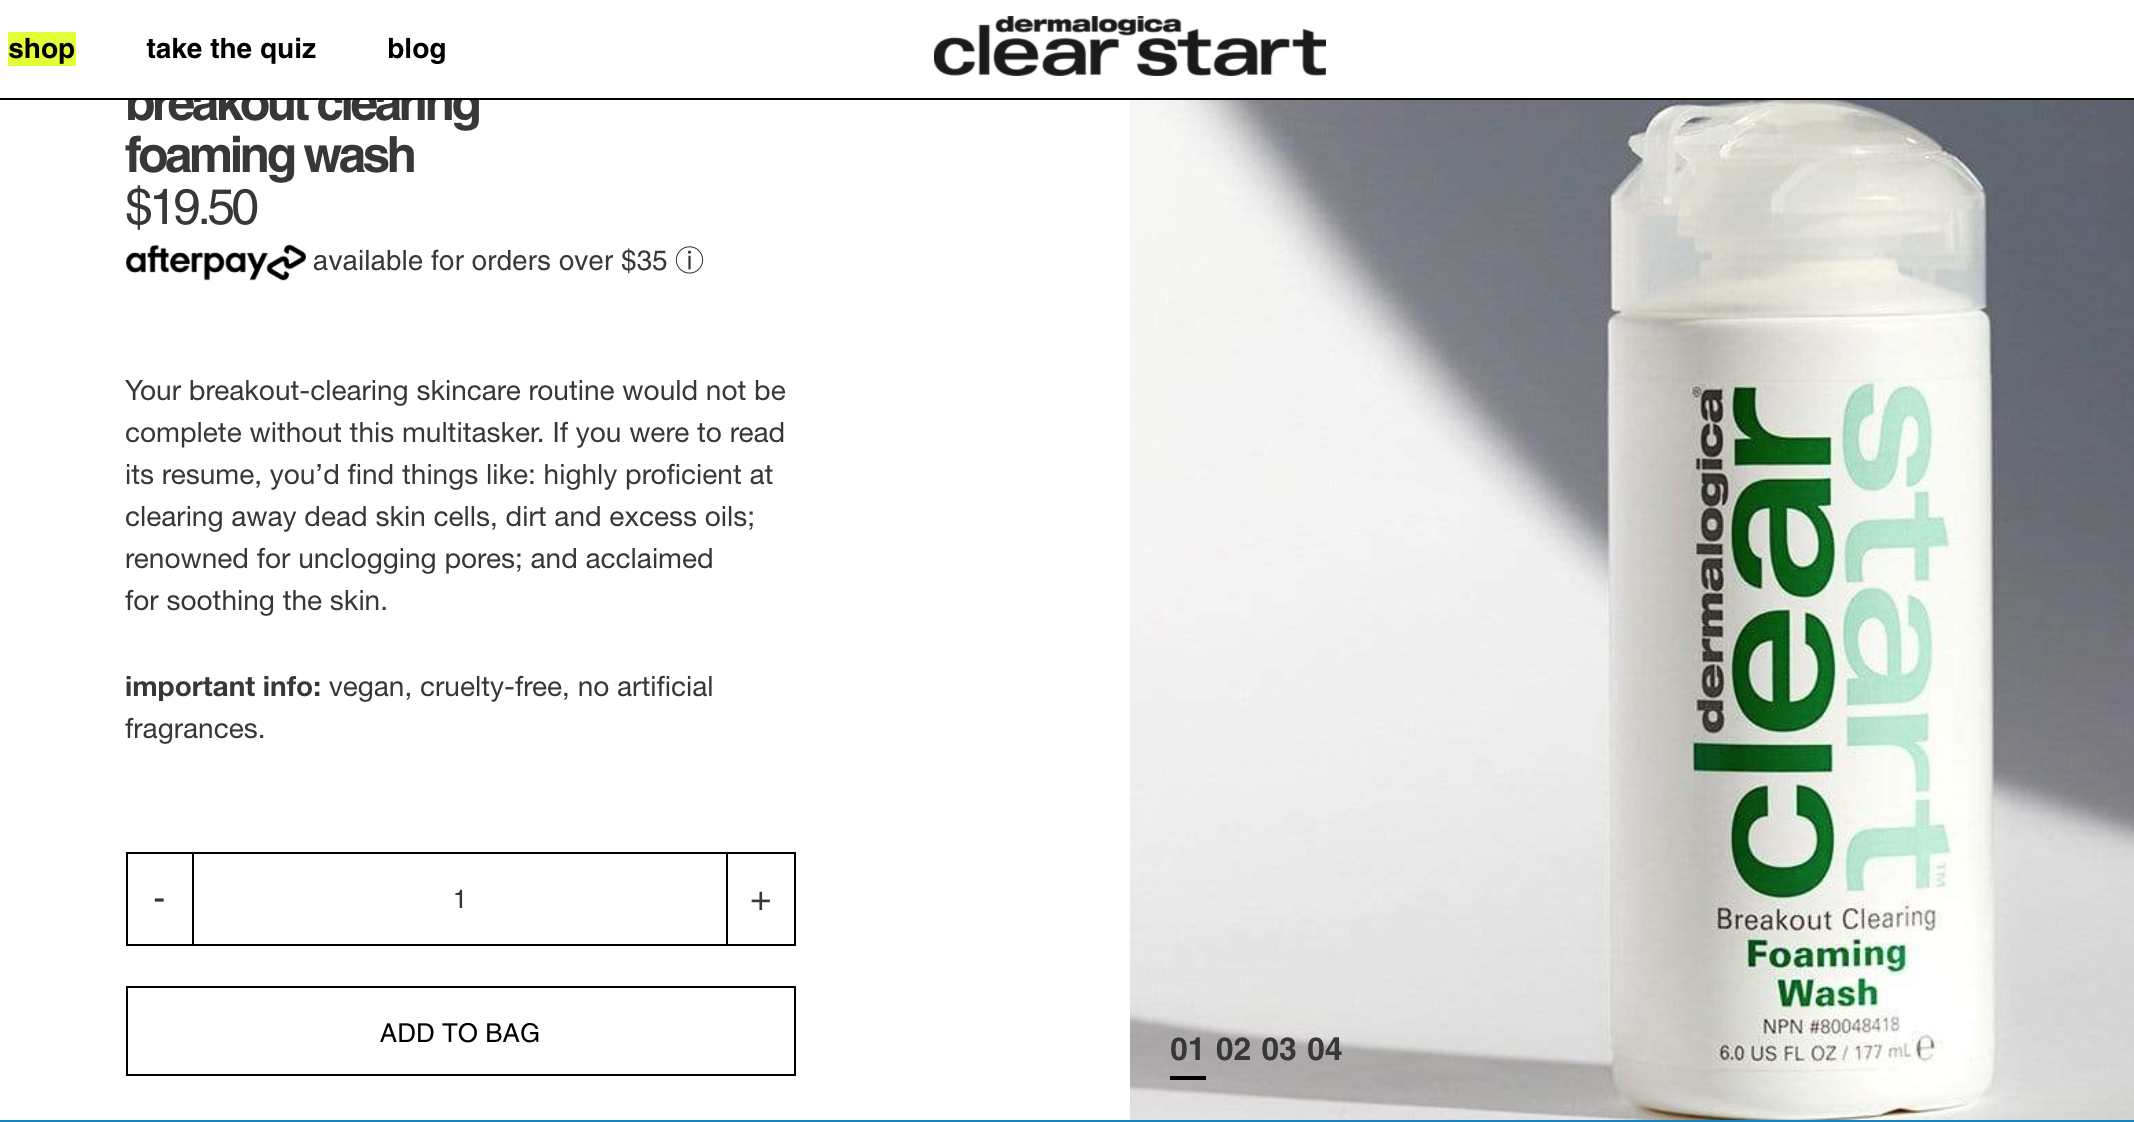 shop
take the quiz
blog
dermalogica
clear start
breakout clearing
foaming wash
$19.50
afterpay available for orders over $35 ⓘ
Your breakout-clearing skincare routine would not be
complete without this multitasker. If you were to read
its resume, you’d find things like: highly proficient at
clearing away dead skin cells, dirt and excess oils;
renowned for unclogging pores; and acclaimed
for soothing the skin.
important info: vegan, cruelty-free, no artificial
fragrances.
-
1
+
ADD TO BAG
dermalogica®
clear
start™
Breakout Clearing
Foaming
Wash
NPN #80048418
6.0 US FL OZ / 177 mL ℮
01 02 03 04